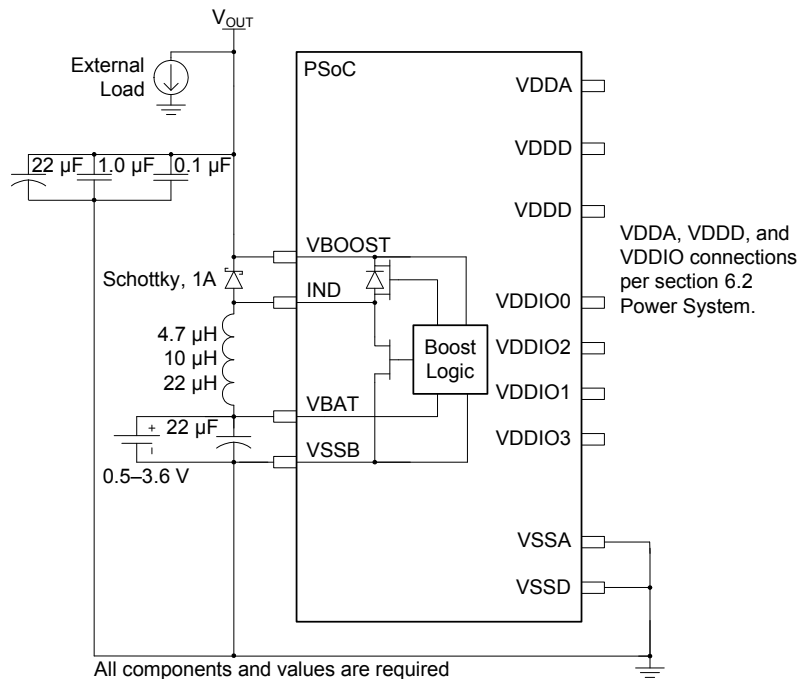 VOUT
External
Load
PSoC
VDDA
VDDD
VDDD
22 µF 1.0 µF 0.1 µF
VDDA, VDDD, and
VDDIO connections
per section 6.2
Power System.
VBOOST
Schottky, 1A
IND
VDDIO0
4.7 µH
10 µH
22 µH
Boost
Logic
VDDIO2
VDDIO1
VBAT
22 µF
+
-
VDDIO3
VSSB
0.5–3.6 V
VSSA
VSSD
All components and values are required